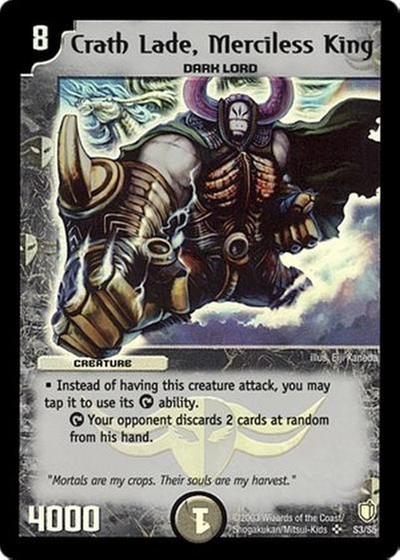 8 Crath Lade, Merciless King
DARK LORD
illus. Eiji Kaneda
CREATURE
▪ Instead of having this creature attack, you may
tap it to use its ability.
Your opponent discards 2 cards at random
from his hand.
"Mortals are my crops. Their souls are my harvest."
4000
1
©2003 Wizards of the Coast/
Shogakukan/Mitsui-Kids S3/S5